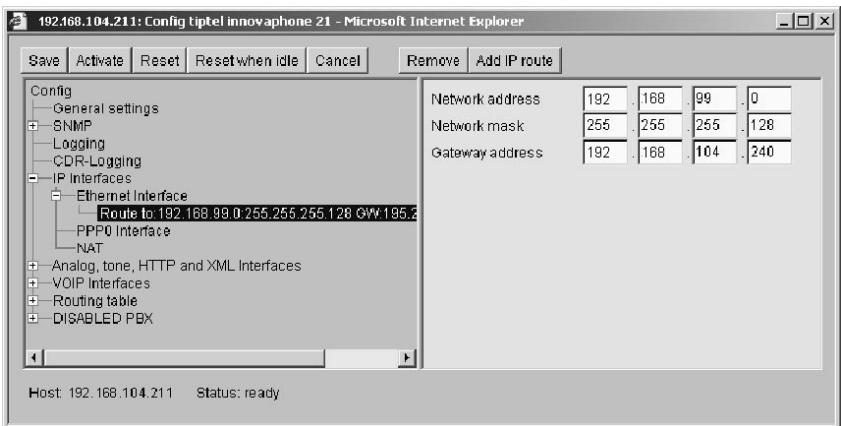 192.168.104.211: Config tiptel innovaphone 21 - Microsoft Internet Explorer
Save Activate Reset Reset when idle Cancel Remove Add IP route
Config
General settings
SNMP
Logging
CDR-Logging
IP Interfaces
Ethernet Interface
Route to:192.168.99.0:255.255.255.128 GW:195.2
PPP0 Interface
NAT
Analog, tone, HTTP and XML Interfaces
VOIP Interfaces
Routing table
DISABLED PBX
Network address 192 . 168 . 99 . 0
Network mask 255 . 255 . 255 . 128
Gateway address 192 . 168 . 104 . 240
Host: 192.168.104.211 Status: ready